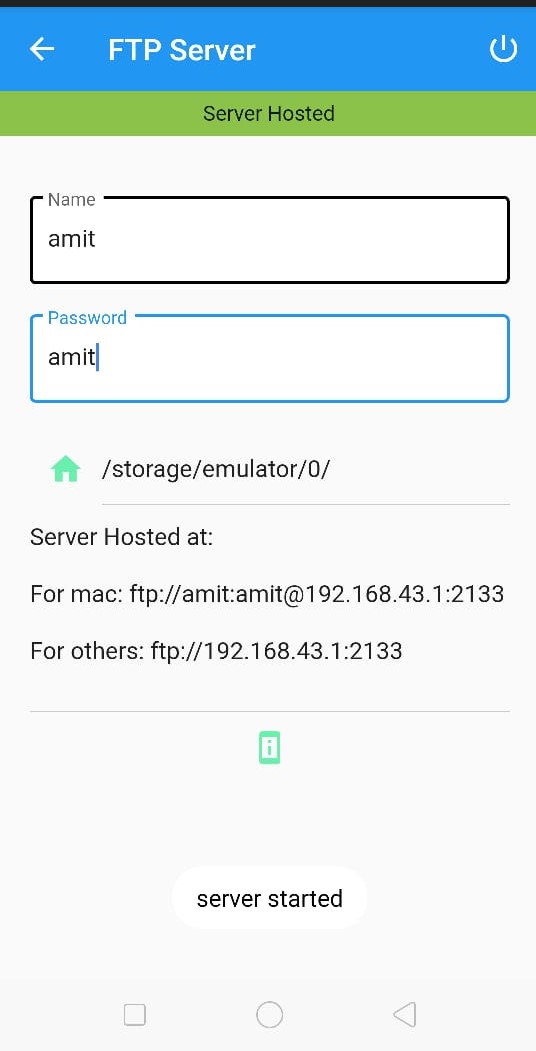 FTP Server
Server Hosted
Name
amit
Password
amit
/storage/emulator/0/
Server Hosted at:
For mac: ftp://amit:amit@192.168.43.1:2133
For others: ftp://192.168.43.1:2133
server started